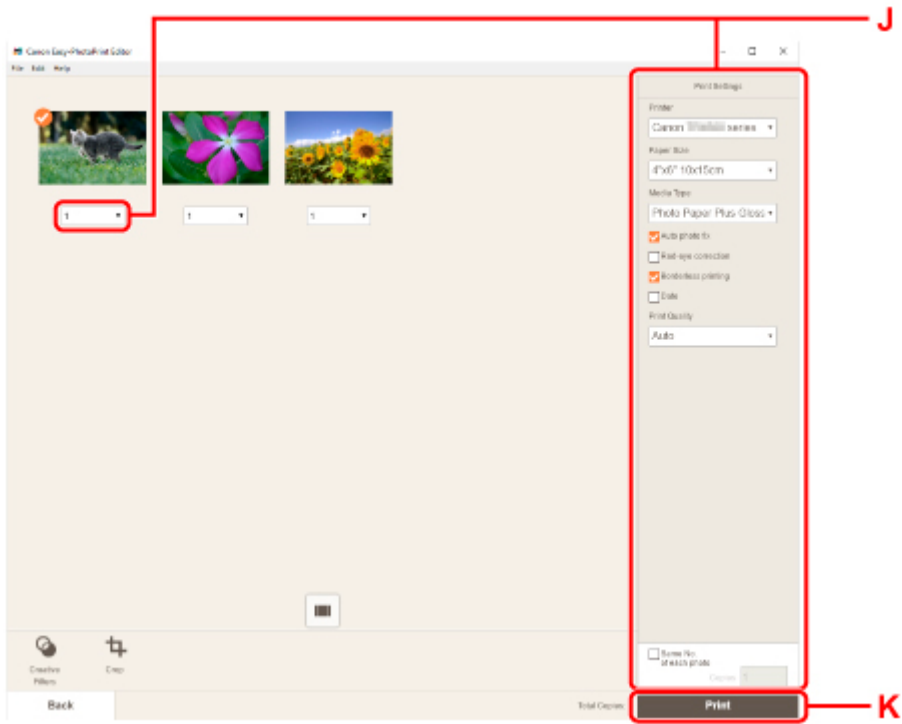 J
Canon Easy-PhotoPrint Editor
File Edit Help
Print Settings
Printer
Canon series
Paper Size
4"x6" 10x15cm
Media Type
1
1
1
Photo Paper Plus Gloss
Auto photo fix
Red-eye correction
Borderless printing
Date
Print Quality
Auto
Creative
Filters
Crop
Same No.
of each photo
Copies 1
Back
Total Copies:
Print
K